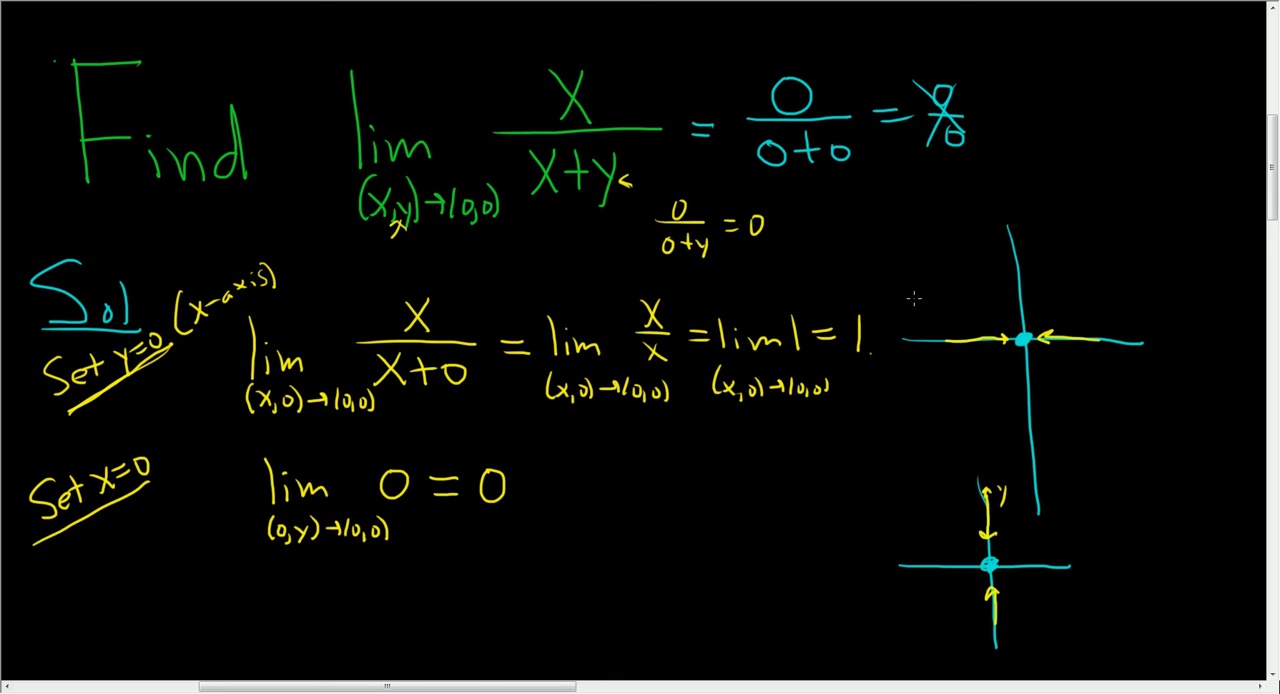 Find lim (x,y)→(0,0) x/(x+y) = 0/(0+0) = 0/0
x
0/(0+y) = 0
Sol
Set y=0 (x-axis) lim (x,0)→(0,0) x/(x+0) = lim (x,0)→(0,0) x/x = lim (x,0)→(0,0) 1 = 1.
Set x=0 lim (0,y)→(0,0) 0 = 0
y